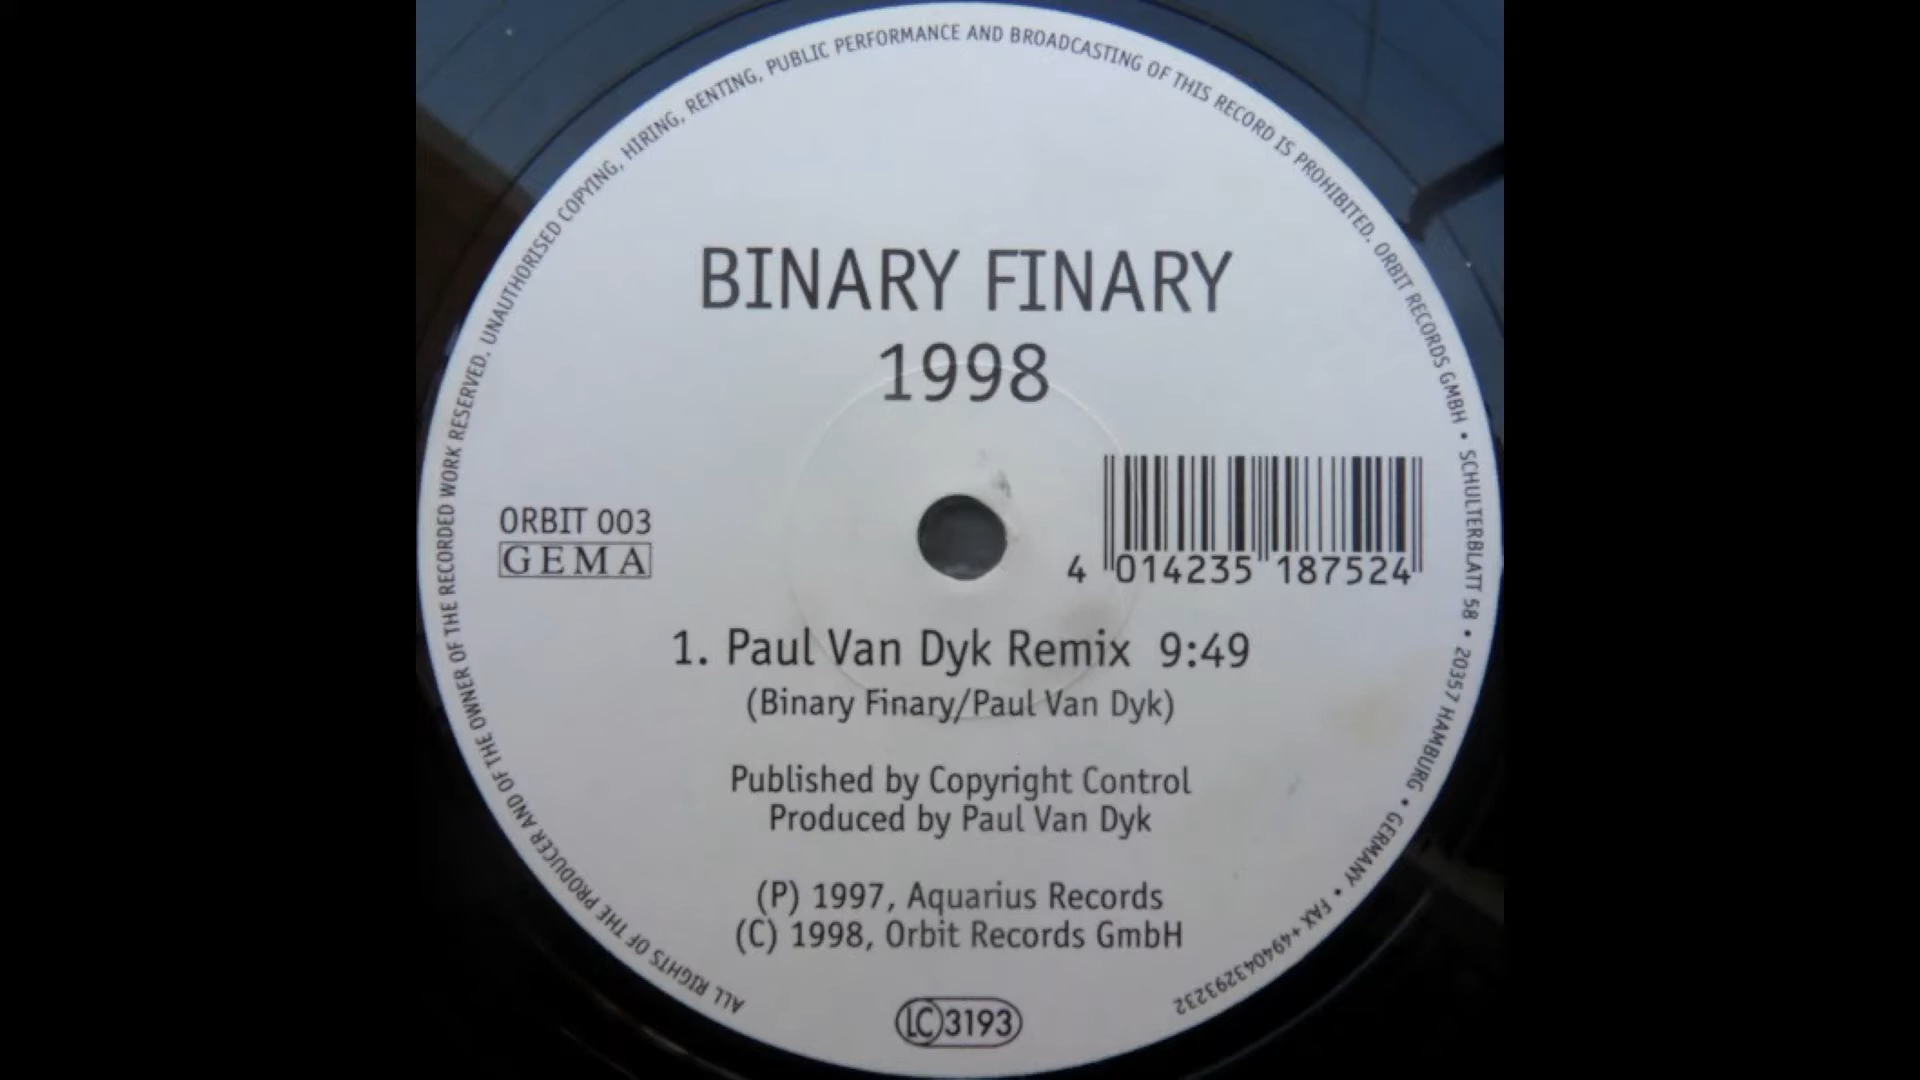 ALL RIGHTS OF THE PRODUCER AND OF THE OWNER OF THE RECORDED WORK RESERVED. UNAUTHORISED COPYING, HIRING, RENTING, PUBLIC PERFORMANCE AND BROADCASTING OF THIS RECORD IS PROHIBITED. ORBIT RECORDS GMBH • SCHULTERBLATT 58 • 20357 HAMBURG • GERMANY • FAX +494043293232
BINARY FINARY
1998
ORBIT 003
GEMA
4 014235 187524
1. Paul Van Dyk Remix 9:49
(Binary Finary/Paul Van Dyk)
Published by Copyright Control
Produced by Paul Van Dyk
(P) 1997, Aquarius Records
(C) 1998, Orbit Records GmbH
LC 3193